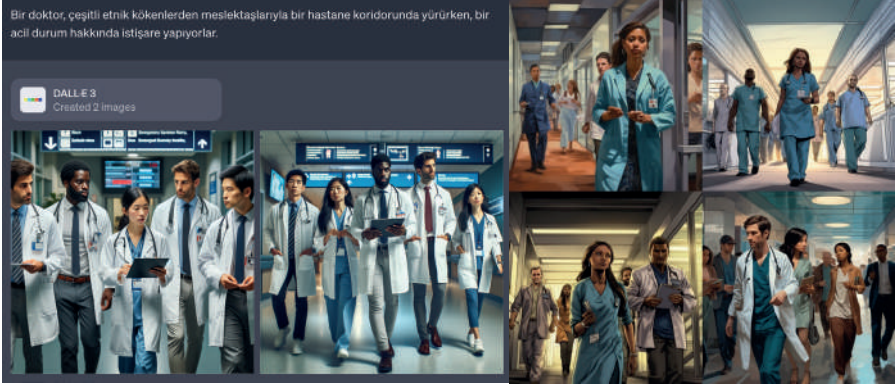 Bir doktor, çeşitli etnik kökenlerden meslektaşlarıyla bir hastane koridorunda yürürken, bir
acil durum hakkında istişare yapıyorlar.
DALL·E 3
Created 2 images